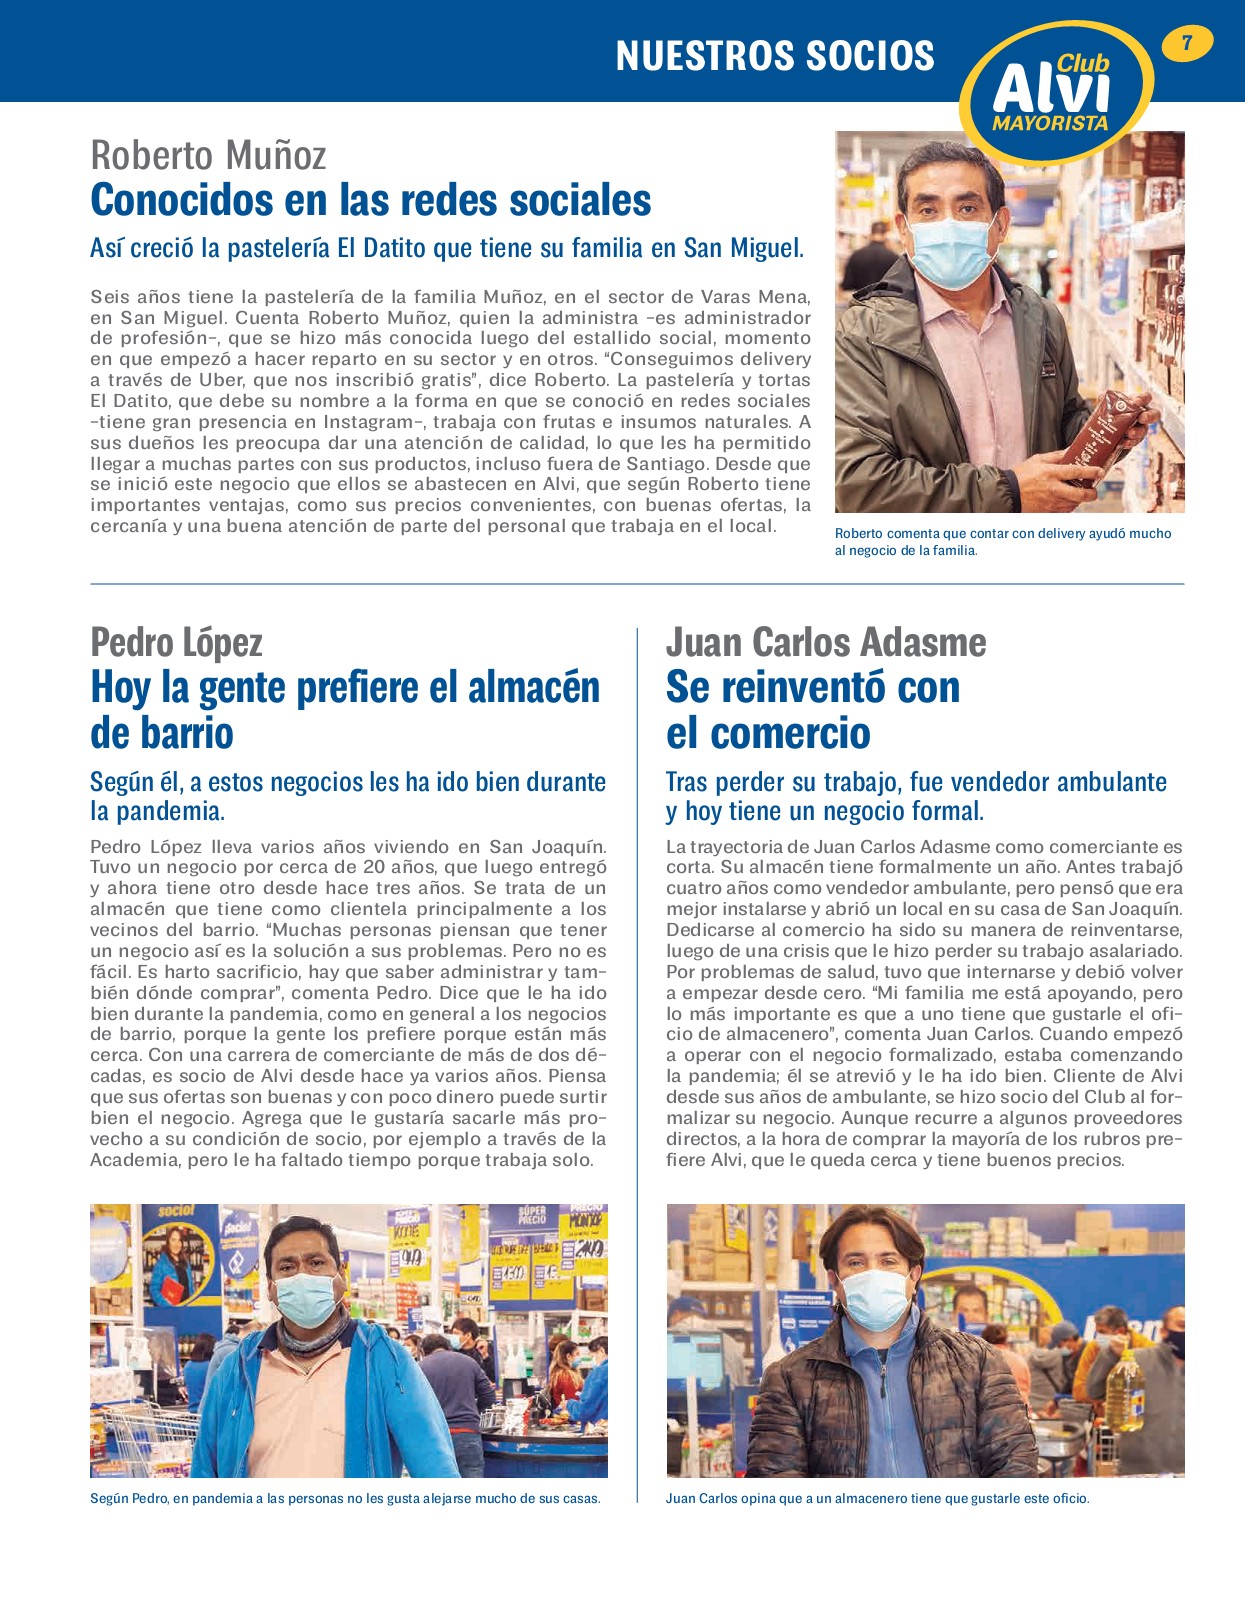 NUESTROS SOCIOS
Club
Alvi
MAYORISTA
7
Roberto Muñoz
Conocidos en las redes sociales
Así creció la pastelería El Datito que tiene su familia en San Miguel.
Seis años tiene la pastelería de la familia Muñoz, en el sector de Varas Mena,
en San Miguel. Cuenta Roberto Muñoz, quien la administra –es administrador
de profesión–, que se hizo más conocida luego del estallido social, momento
en que empezó a hacer reparto en su sector y en otros. “Conseguimos delivery
a través de Uber, que nos inscribió gratis”, dice Roberto. La pastelería y tortas
El Datito, que debe su nombre a la forma en que se conoció en redes sociales
–tiene gran presencia en Instagram–, trabaja con frutas e insumos naturales. A
sus dueños les preocupa dar una atención de calidad, lo que les ha permitido
llegar a muchas partes con sus productos, incluso fuera de Santiago. Desde que
se inició este negocio que ellos se abastecen en Alvi, que según Roberto tiene
importantes ventajas, como sus precios convenientes, con buenas ofertas, la
cercanía y una buena atención de parte del personal que trabaja en el local.
Roberto comenta que contar con delivery ayudó mucho
al negocio de la familia.
Pedro López
Hoy la gente prefiere el almacén
de barrio
Según él, a estos negocios les ha ido bien durante
la pandemia.
Pedro López lleva varios años viviendo en San Joaquín.
Tuvo un negocio por cerca de 20 años, que luego entregó
y ahora tiene otro desde hace tres años. Se trata de un
almacén que tiene como clientela principalmente a los
vecinos del barrio. “Muchas personas piensan que tener
un negocio así es la solución a sus problemas. Pero no es
fácil. Es harto sacrificio, hay que saber administrar y tam-
bién dónde comprar”, comenta Pedro. Dice que le ha ido
bien durante la pandemia, como en general a los negocios
de barrio, porque la gente los prefiere porque están más
cerca. Con una carrera de comerciante de más de dos dé-
cadas, es socio de Alvi desde hace ya varios años. Piensa
que sus ofertas son buenas y con poco dinero puede surtir
bien el negocio. Agrega que le gustaría sacarle más pro-
vecho a su condición de socio, por ejemplo a través de la
Academia, pero le ha faltado tiempo porque trabaja solo.
socio!
¡Socio!
SÚPER
PRECIO
PRECIO
Según Pedro, en pandemia a las personas no les gusta alejarse mucho de sus casas.
Juan Carlos Adasme
Se reinventó con
el comercio
Tras perder su trabajo, fue vendedor ambulante
y hoy tiene un negocio formal.
La trayectoria de Juan Carlos Adasme como comerciante es
corta. Su almacén tiene formalmente un año. Antes trabajó
cuatro años como vendedor ambulante, pero pensó que era
mejor instalarse y abrió un local en su casa de San Joaquín.
Dedicarse al comercio ha sido su manera de reinventarse,
luego de una crisis que le hizo perder su trabajo asalariado.
Por problemas de salud, tuvo que internarse y debió volver
a empezar desde cero. “Mi familia me está apoyando, pero
lo más importante es que a uno tiene que gustarle el ofi-
cio de almacenero”, comenta Juan Carlos. Cuando empezó
a operar con el negocio formalizado, estaba comenzando
la pandemia; él se atrevió y le ha ido bien. Cliente de Alvi
desde sus años de ambulante, se hizo socio del Club al for-
malizar su negocio. Aunque recurre a algunos proveedores
directos, a la hora de comprar la mayoría de los rubros pre-
fiere Alvi, que le queda cerca y tiene buenos precios.
Juan Carlos opina que a un almacenero tiene que gustarle este oficio.